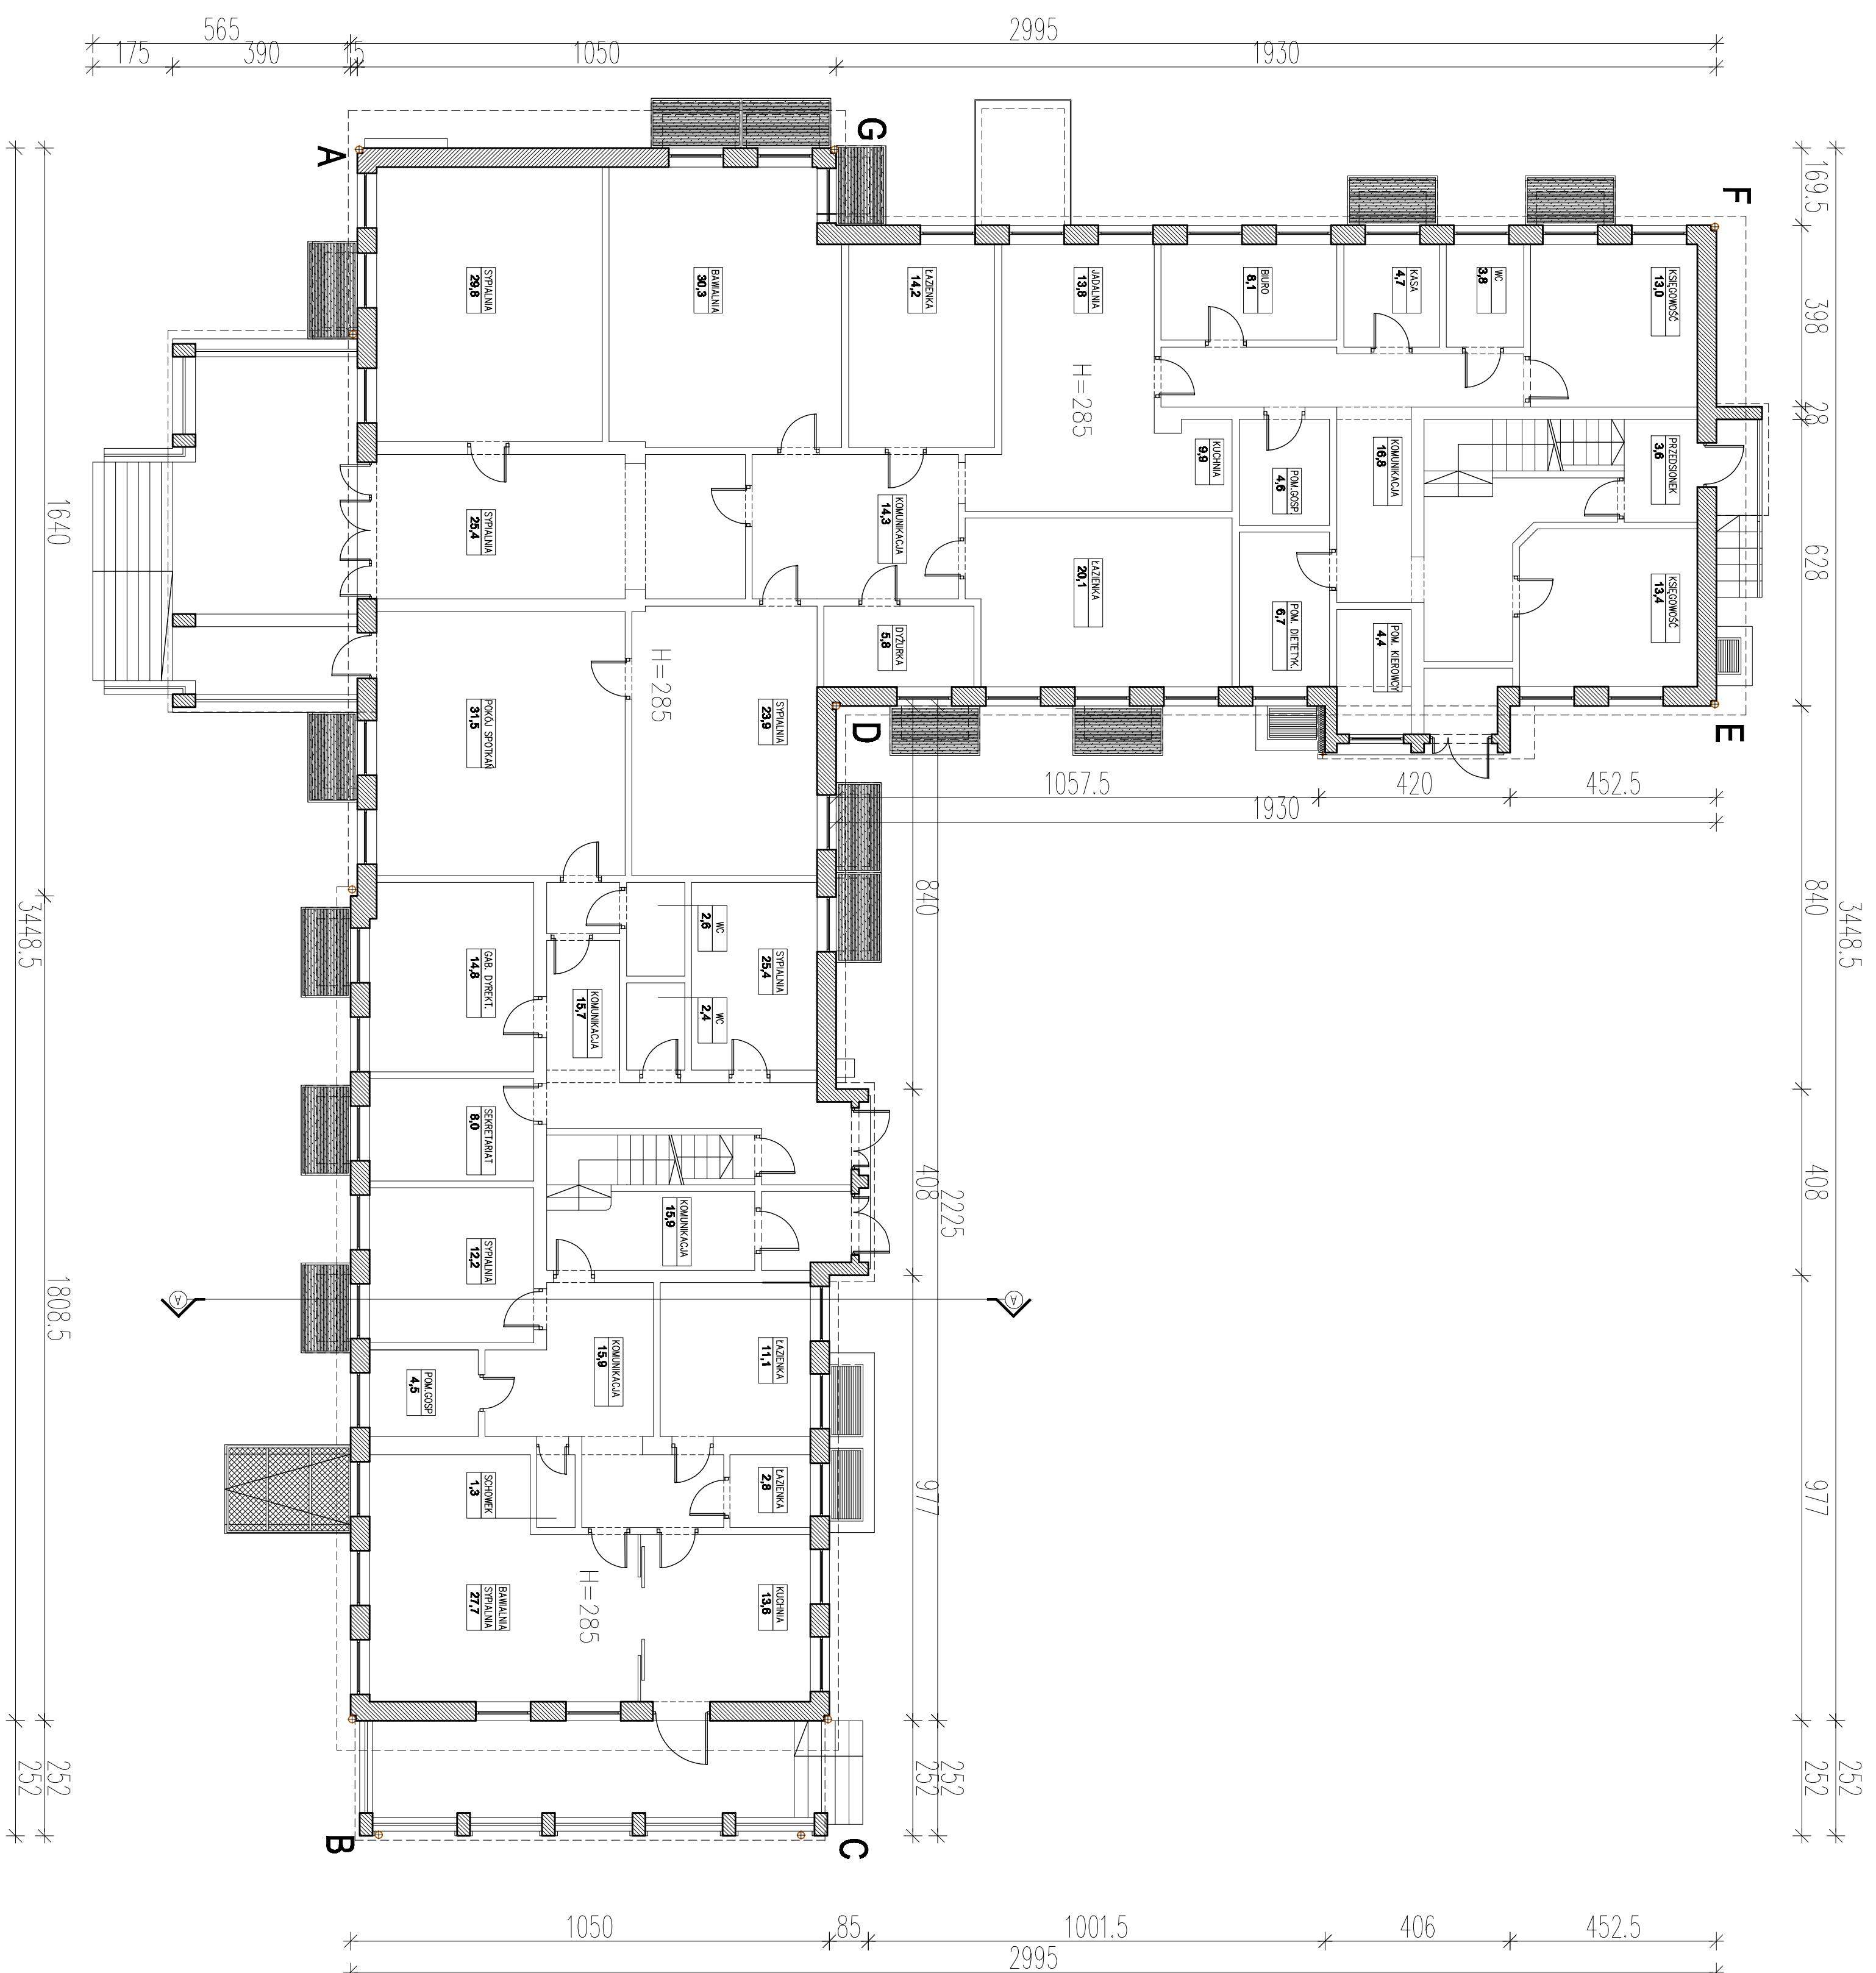 565
2995
175
390
15
1050
1930
A
G
F
E
D
B
C
169.5
398
28
628
840
408
977
252
3448.5
252
1640
1808.5
252
3448.5
252
SYPIALNIA
29,8
BAWIALNIA
30,3
ŁAZIENKA
14,2
JADALNIA
13,8
BIURO
8,1
KASA
4,7
WC
3,8
KSIĘGOWOŚĆ
13,0
H=285
KUCHNIA
9,9
POM.GOSP.
4,6
KOMUNIKACJA
16,8
PRZEDSIONEK
3,6
SYPIALNIA
25,4
KOMUNIKACJA
14,3
ŁAZIENKA
20,1
POM. DIETETYK.
6,7
POM. KIEROWCY
4,4
KSIĘGOWOŚĆ
13,4
DYŻURKA
5,8
H=285
POKÓJ SPOTKAŃ
31,5
SYPIALNIA
23,9
1057.5
420
452.5
1930
GAB. DYREKT.
14,8
KOMUNIKACJA
15,7
WC
2,6
WC
2,4
SYPIALNIA
25,4
840
408
977
252
2225
252
SEKRETARIAT
8,0
SYPIALNIA
12,2
KOMUNIKACJA
15,9
A
A
POM.GOSP
4,5
KOMUNIKACJA
15,9
ŁAZIENKA
11,1
SCHOWEK
1,3
ŁAZIENKA
2,8
BAWIALNIA
SYPIALNIA
27,7
H=285
KUCHNIA
13,6
1050
85
1001.5
406
452.5
2995